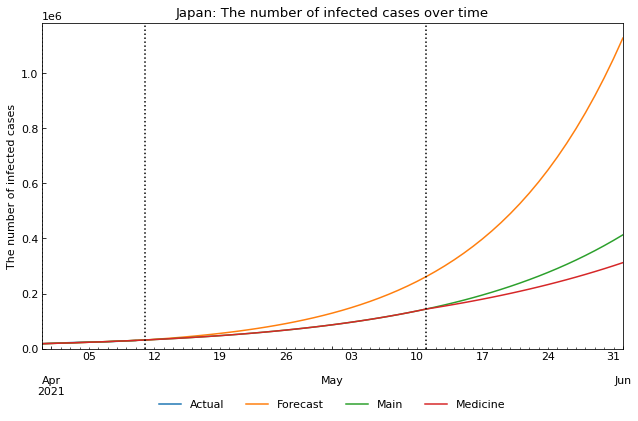 Japan: The number of infected cases over time
1e6
The number of infected cases
1.0
0.8
0.6
0.4
0.2
0.0
05 12 19 26 03 10 17 24 31
Apr May Jun
2021
Actual Forecast Main Medicine